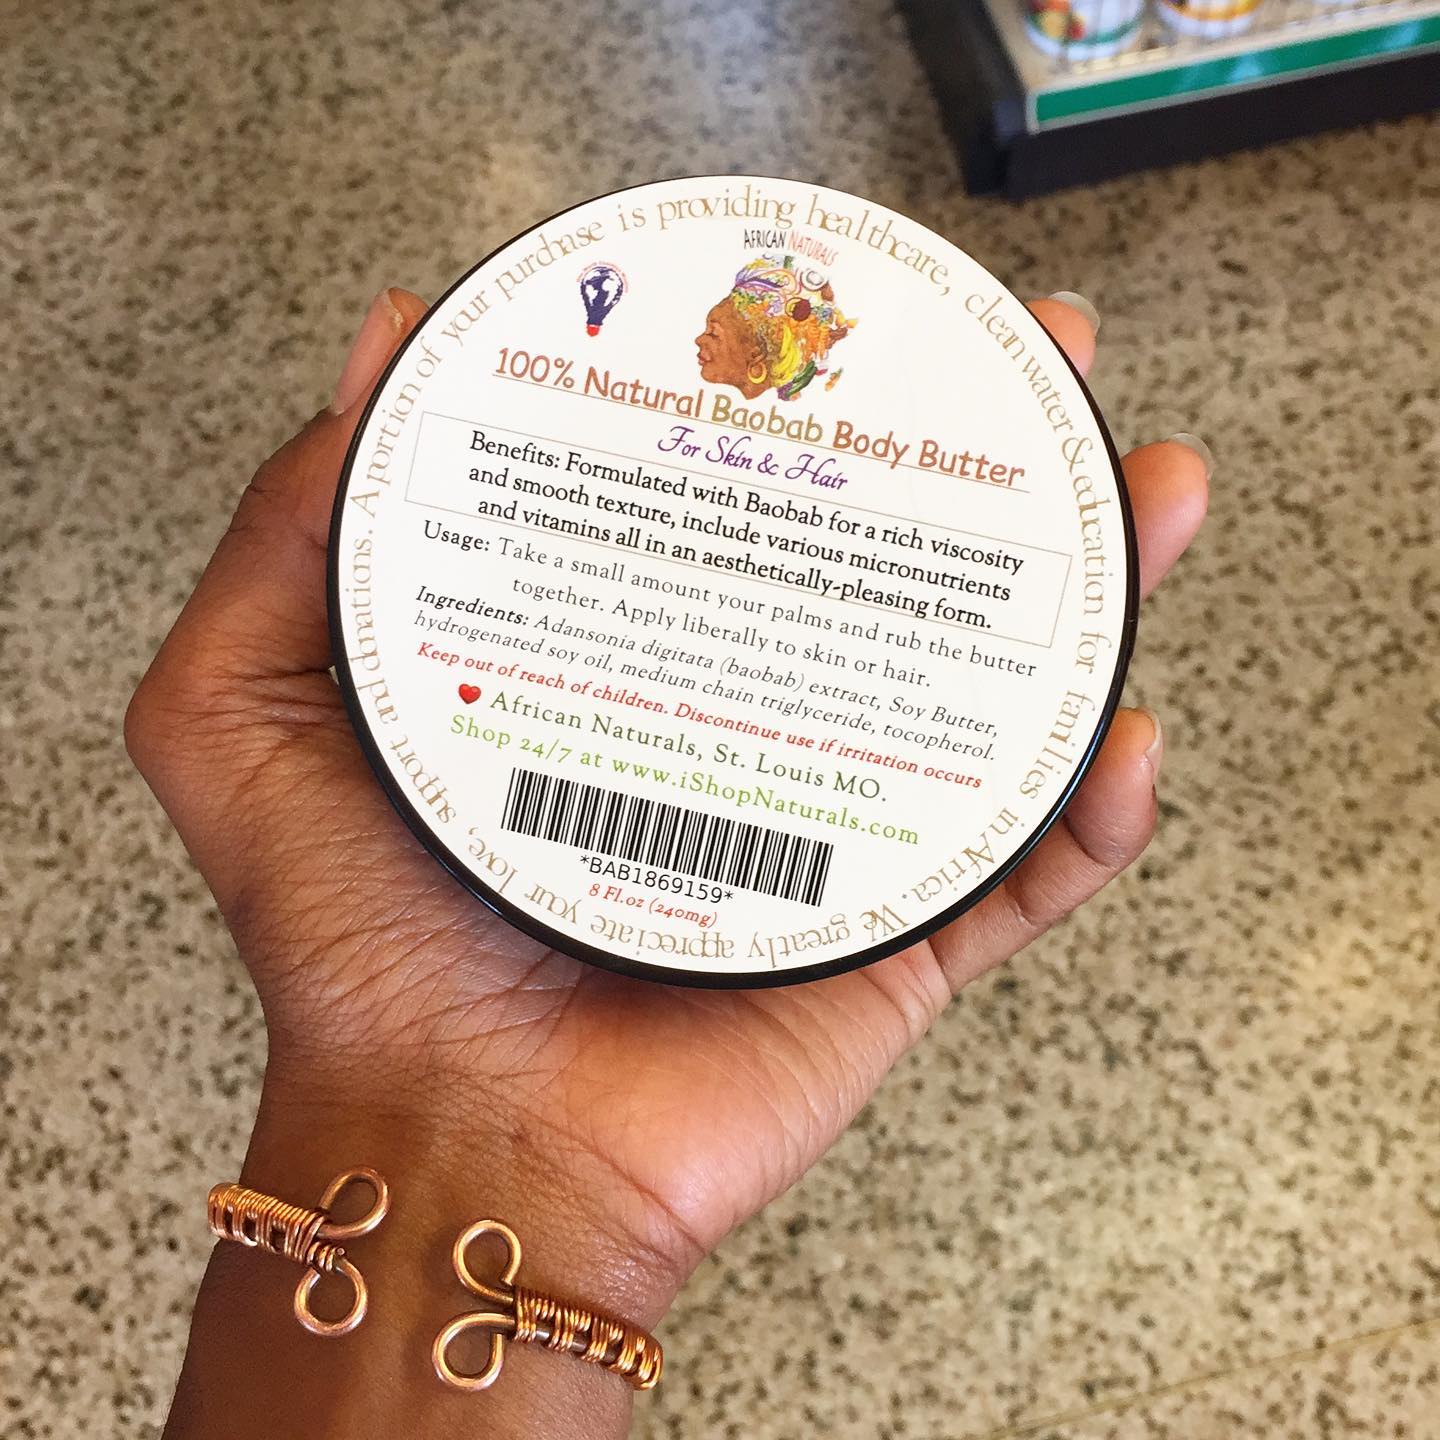 A portion of your purchase is providing healthcare, clean water & education for families in Africa. We greatly appreciate your love, support and donations.
AFRICAN NATURALS
100% Natural Baobab Body Butter
For Skin & Hair
Benefits: Formulated with Baobab for a rich viscosity
and smooth texture, include various micronutrients
and vitamins all in an aesthetically-pleasing form.
Usage: Take a small amount your palms and rub the butter
together. Apply liberally to skin or hair.
Ingredients: Adansonia digitata (baobab) extract, Soy Butter,
hydrogenated soy oil, medium chain triglyceride, tocopherol.
Keep out of reach of children. Discontinue use if irritation occurs
African Naturals, St. Louis MO.
Shop 24/7 at www.iShopNaturals.com
*BAB1869159*
8 Fl.oz (240mg)